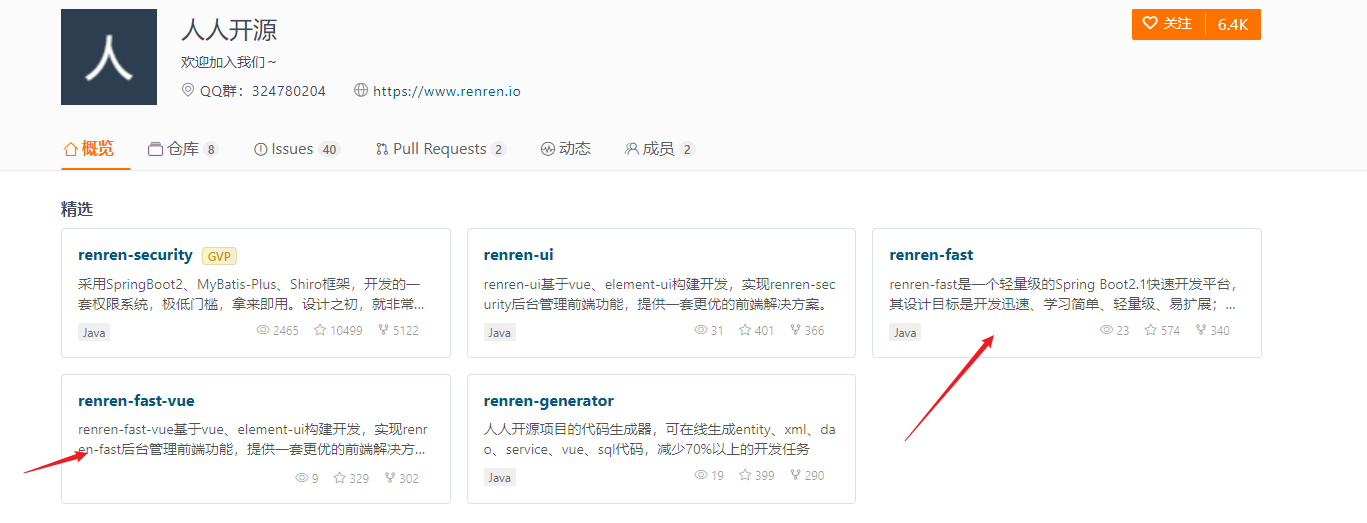 人
人人开源
欢迎加入我们～
关注 6.4K
QQ群：324780204 https://www.renren.io
概览 仓库 8 Issues 40 Pull Requests 2 动态 成员 2
精选
renren-security GVP
采用SpringBoot2、MyBatis-Plus、Shiro框架，开发的一
套权限系统，极低门槛，拿来即用。设计之初，就非常...
Java 2465 10499 5122
renren-ui
renren-ui基于vue、element-ui构建开发，实现renren-sec
urity后台管理前端功能，提供一套更优的前端解决方案。
Java 31 401 366
renren-fast
renren-fast是一个轻量级的Spring Boot2.1快速开发平台，
其设计目标是开发迅速、学习简单、轻量级、易扩展；...
Java 23 574 340
renren-fast-vue
renren-fast-vue基于vue、element-ui构建开发，实现renr
en-fast后台管理前端功能，提供一套更优的前端解决方...
9 329 302
renren-generator
人人开源项目的代码生成器，可在线生成entity、xml、da
o、service、vue、sql代码，减少70%以上的开发任务
Java 19 399 290